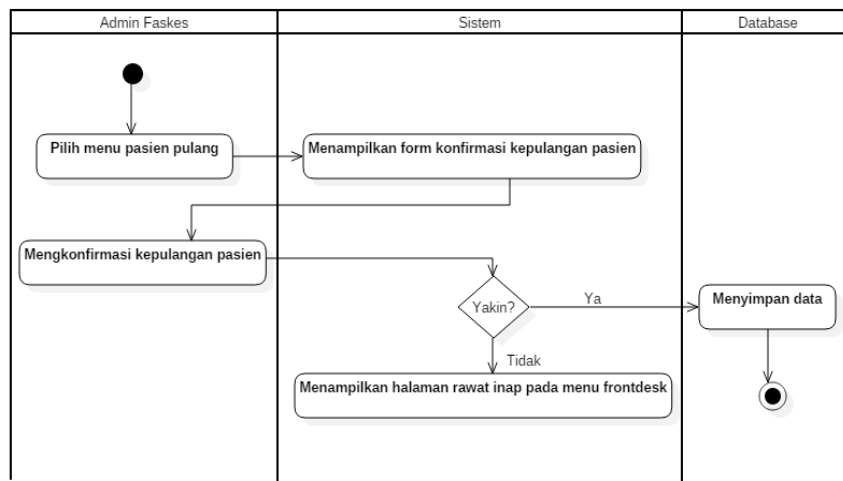 Admin Faskes
Sistem
Database
Pilih menu pasien pulang
Menampilkan form konfirmasi kepulangan pasien
Mengkonfirmasi kepulangan pasien
Yakin?
Ya
Menyimpan data
Tidak
Menampilkan halaman rawat inap pada menu frontdesk